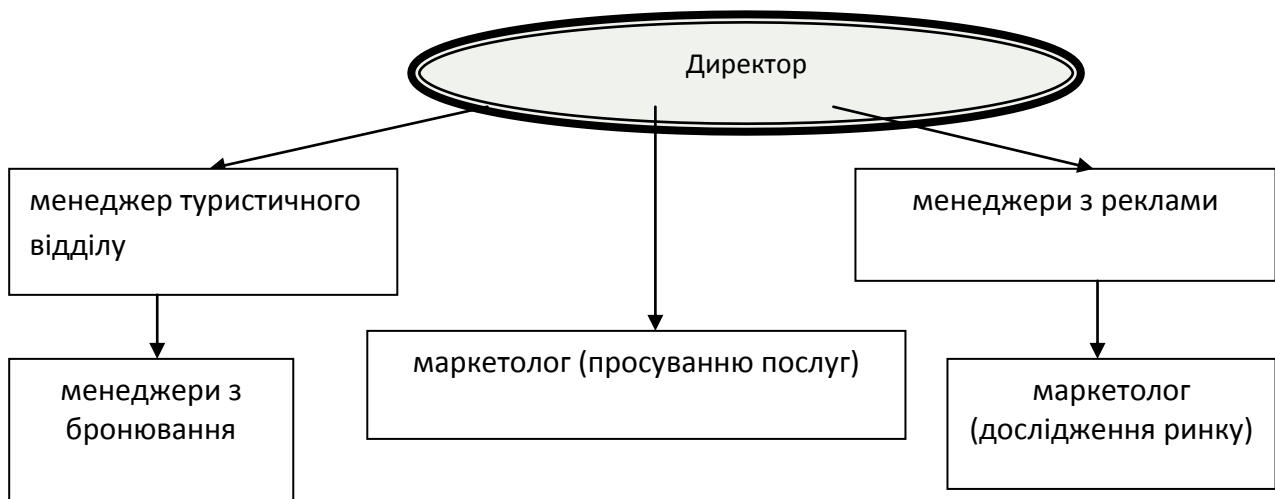 Директор
менеджер туристичного
відділу
менеджери з реклами
менеджери з
бронювання
маркетолог (просуванню послуг)
маркетолог
(дослідження ринку)